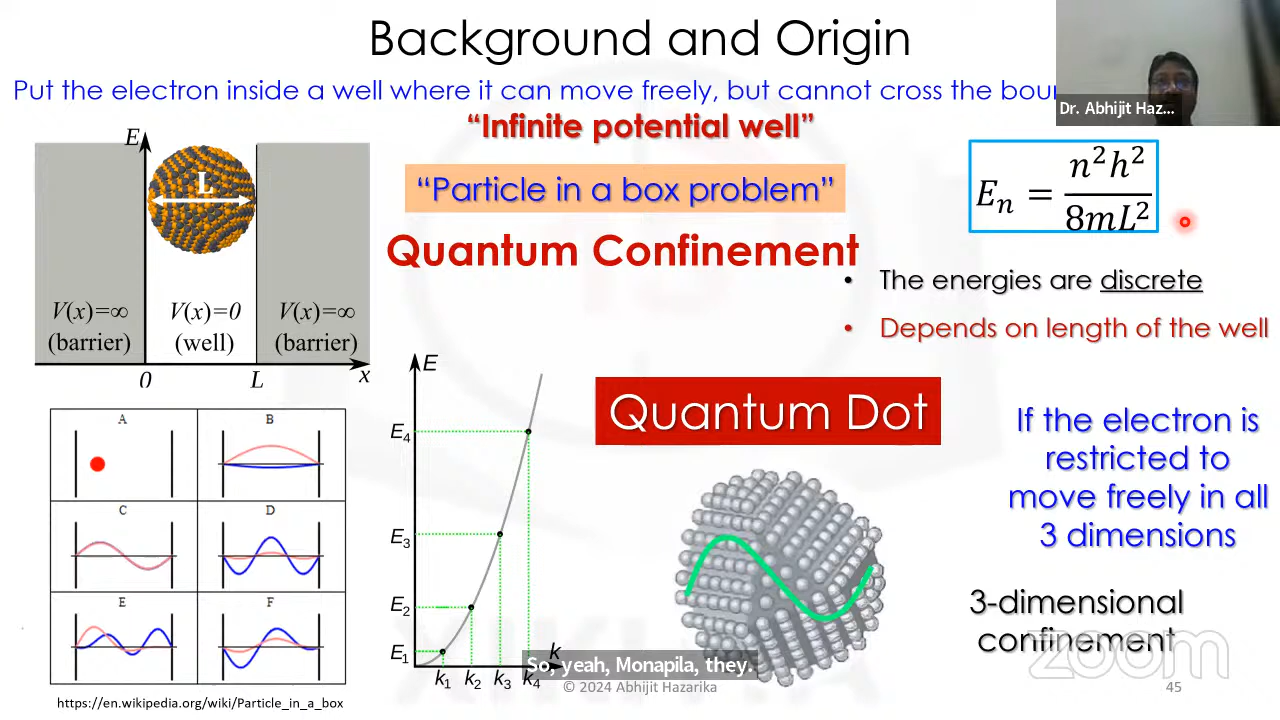 Background and Origin
Put the electron inside a well where it can move freely, but cannot cross the bour
Dr. Abhijit Haz...
“Infinite potential well”
“Particle in a box problem”
Quantum Confinement
E
L
V(x)=∞
(barrier)
V(x)=0
(well)
V(x)=∞
(barrier)
0
L
x
Eₙ = n²h² / 8mL²
• The energies are discrete
• Depends on length of the well
A
B
C
D
E
F
https://en.wikipedia.org/wiki/Particle_in_a_box
E
E₄
E₃
E₂
E₁
k₁ k₂ k₃ k₄
k
Quantum Dot
If the electron is
restricted to
move freely in all
3 dimensions
3-dimensional
confinement
zoom
So, yeah, Monapila, they.
© 2024 Abhijit Hazarika
45